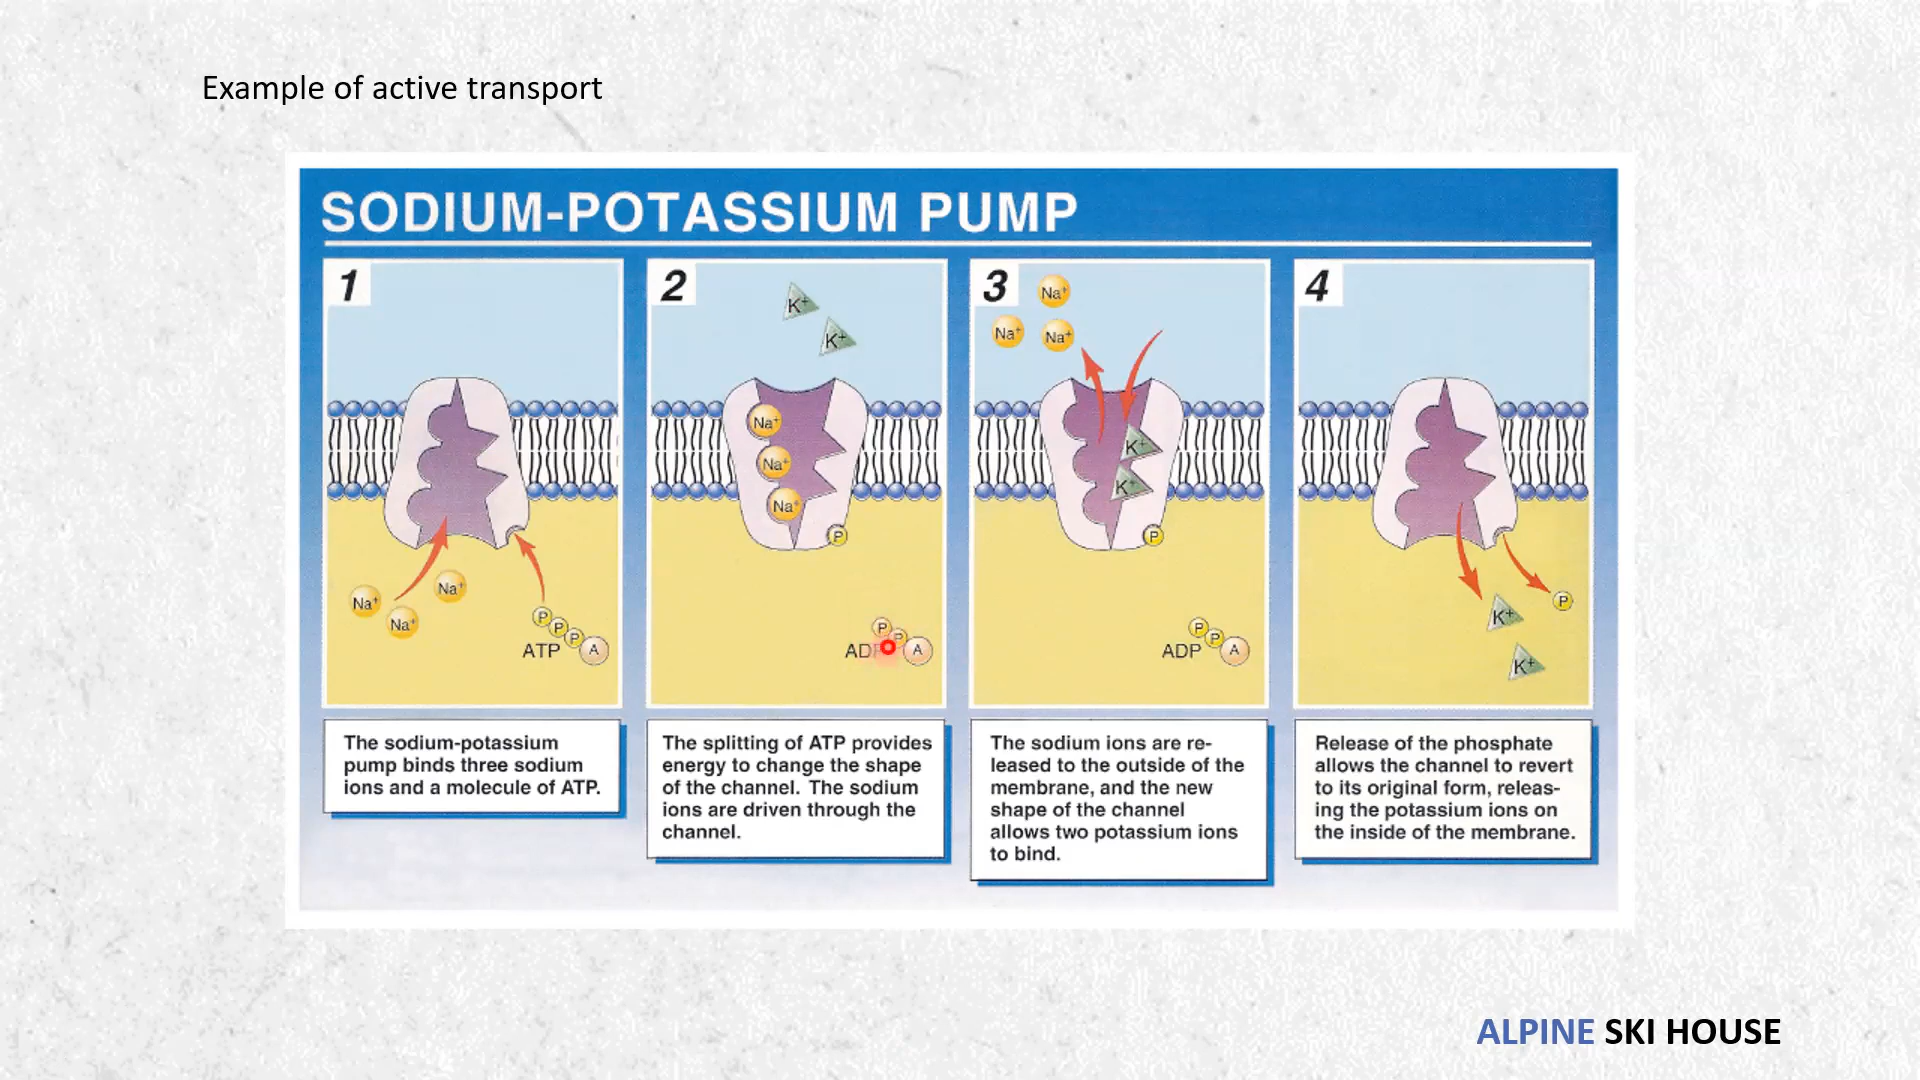 Example of active transport
SODIUM-POTASSIUM PUMP
1
Na⁺
Na⁺
Na⁺
P
P
P
ATP
A
The sodium-potassium
pump binds three sodium
ions and a molecule of ATP.
2
K⁺
K⁺
Na⁺
Na⁺
Na⁺
P
P
P
ADP
A
The splitting of ATP provides
energy to change the shape
of the channel. The sodium
ions are driven through the
channel.
3
Na⁺
Na⁺
Na⁺
K⁺
K⁺
P
P
P
ADP
A
The sodium ions are re-
leased to the outside of the
membrane, and the new
shape of the channel
allows two potassium ions
to bind.
4
P
K⁺
K⁺
Release of the phosphate
allows the channel to revert
to its original form, releas-
ing the potassium ions on
the inside of the membrane.
ALPINE SKI HOUSE